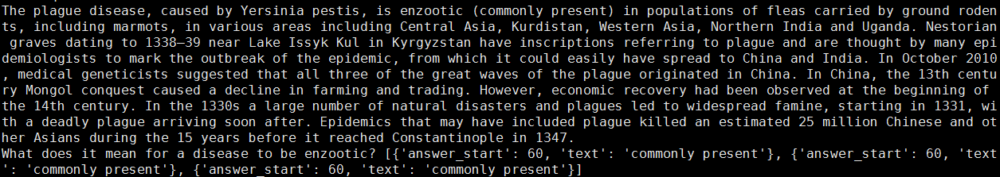 The plague disease, caused by Yersinia pestis, is enzootic (commonly present) in populations of fleas carried by ground roden
ts, including marmots, in various areas including Central Asia, Kurdistan, Western Asia, Northern India and Uganda. Nestorian
 graves dating to 1338–39 near Lake Issyk Kul in Kyrgyzstan have inscriptions referring to plague and are thought by many epi
demiologists to mark the outbreak of the epidemic, from which it could easily have spread to China and India. In October 2010
, medical geneticists suggested that all three of the great waves of the plague originated in China. In China, the 13th centu
ry Mongol conquest caused a decline in farming and trading. However, economic recovery had been observed at the beginning of 
the 14th century. In the 1330s a large number of natural disasters and plagues led to widespread famine, starting in 1331, wi
th a deadly plague arriving soon after. Epidemics that may have included plague killed an estimated 25 million Chinese and ot
her Asians during the 15 years before it reached Constantinople in 1347.
What does it mean for a disease to be enzootic? [{'answer_start': 60, 'text': 'commonly present'}, {'answer_start': 60, 'text
': 'commonly present'}, {'answer_start': 60, 'text': 'commonly present'}]